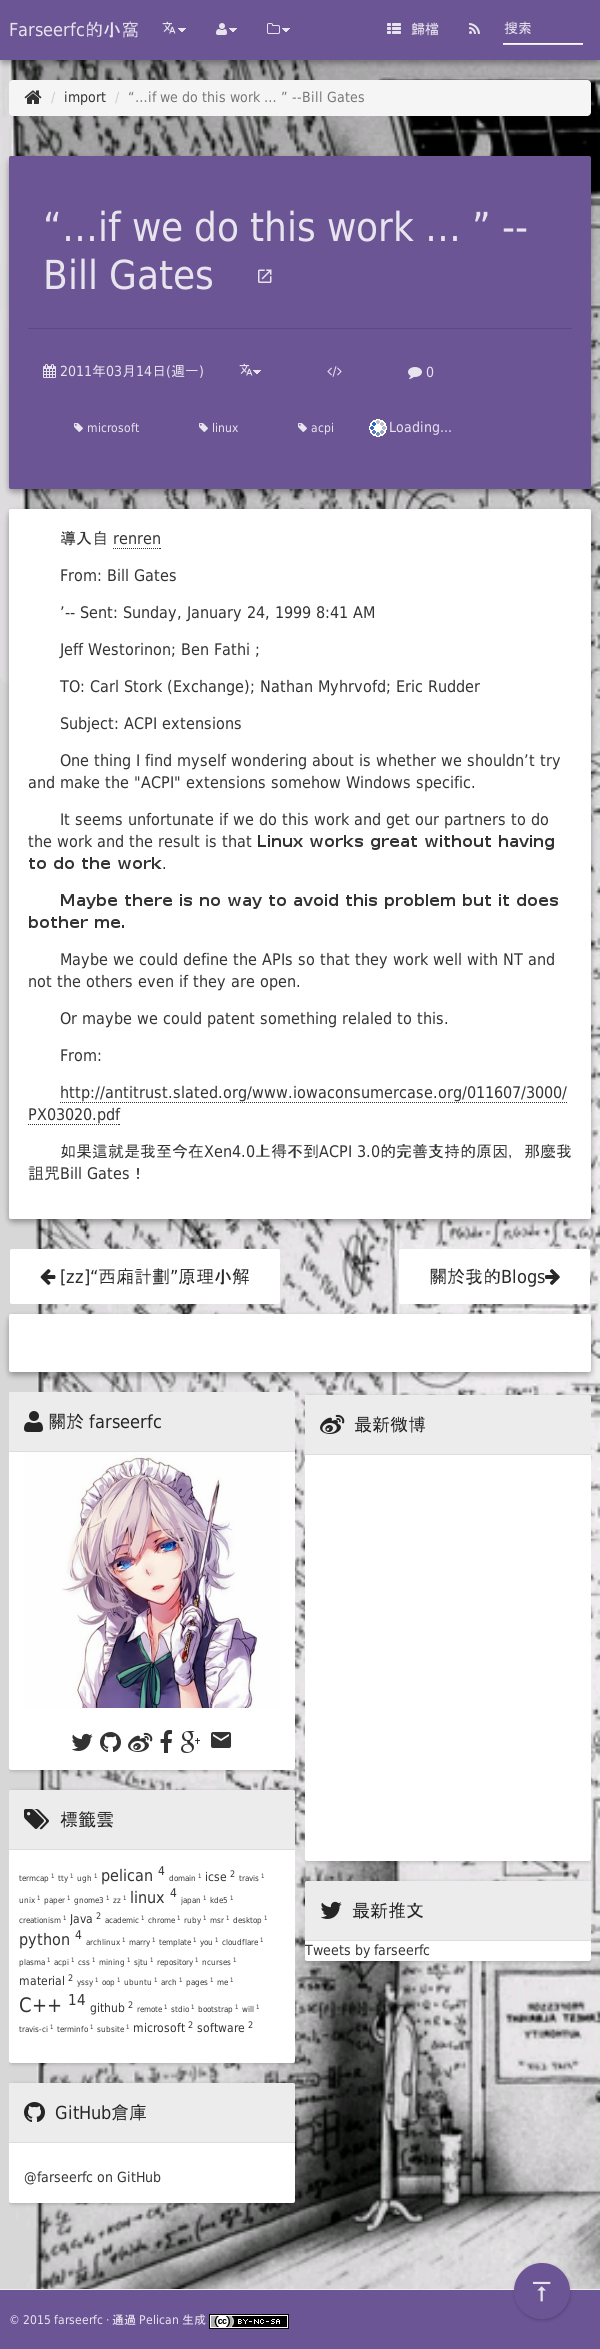 Farseerfc的小窩 歸檔 搜索
import / “…if we do this work … ” --Bill Gates
“…if we do this work … ” --
Bill Gates
2011年03月14日(週一) </> 0
microsoft linux acpi Loading...
導入自 renren
From: Bill Gates
’-- Sent: Sunday, January 24, 1999 8:41 AM
Jeff Westorinon; Ben Fathi ;
TO: Carl Stork (Exchange); Nathan Myhrvofd; Eric Rudder
Subject: ACPI extensions
One thing I find myself wondering about is whether we shouldn’t try
and make the "ACPI" extensions somehow Windows specific.
It seems unfortunate if we do this work and get our partners to do
the work and the result is that Linux works great without having
to do the work.
Maybe there is no way to avoid this problem but it does
bother me.
Maybe we could define the APIs so that they work well with NT and
not the others even if they are open.
Or maybe we could patent something relaled to this.
From:
http://antitrust.slated.org/www.iowaconsumercase.org/011607/3000/
PX03020.pdf
如果這就是我至今在Xen4.0上得不到ACPI 3.0的完善支持的原因，那麼我
詛咒Bill Gates！
[zz]“西廂計劃”原理小解 關於我的Blogs
關於 farseerfc
標籤雲
termcap 1 tty 1 ugh 1 pelican 4 domain 1 icse 2 travis 1
unix 1 paper 1 gnome3 1 zz 1 linux 4 japan 1 kde5 1
creationism 1 Java 2 academic 1 chrome 1 ruby 1 msr 1 desktop 1
python 4 archlinux 1 marry 1 template 1 you 1 cloudflare 1
plasma 1 acpi 1 css 1 mining 1 sjtu 1 repository 1 ncurses 1
material 2 yssy 1 oop 1 ubuntu 1 arch 1 pages 1 me 1
C++ 14 github 2 remote 1 stdio 1 bootstrap 1 will 1
travis-ci 1 terminfo 1 subsite 1 microsoft 2 software 2
GitHub倉庫
@farseerfc on GitHub
最新微博
最新推文
Tweets by farseerfc
© 2015 farseerfc · 通過 Pelican 生成 cc BY-NC-SA